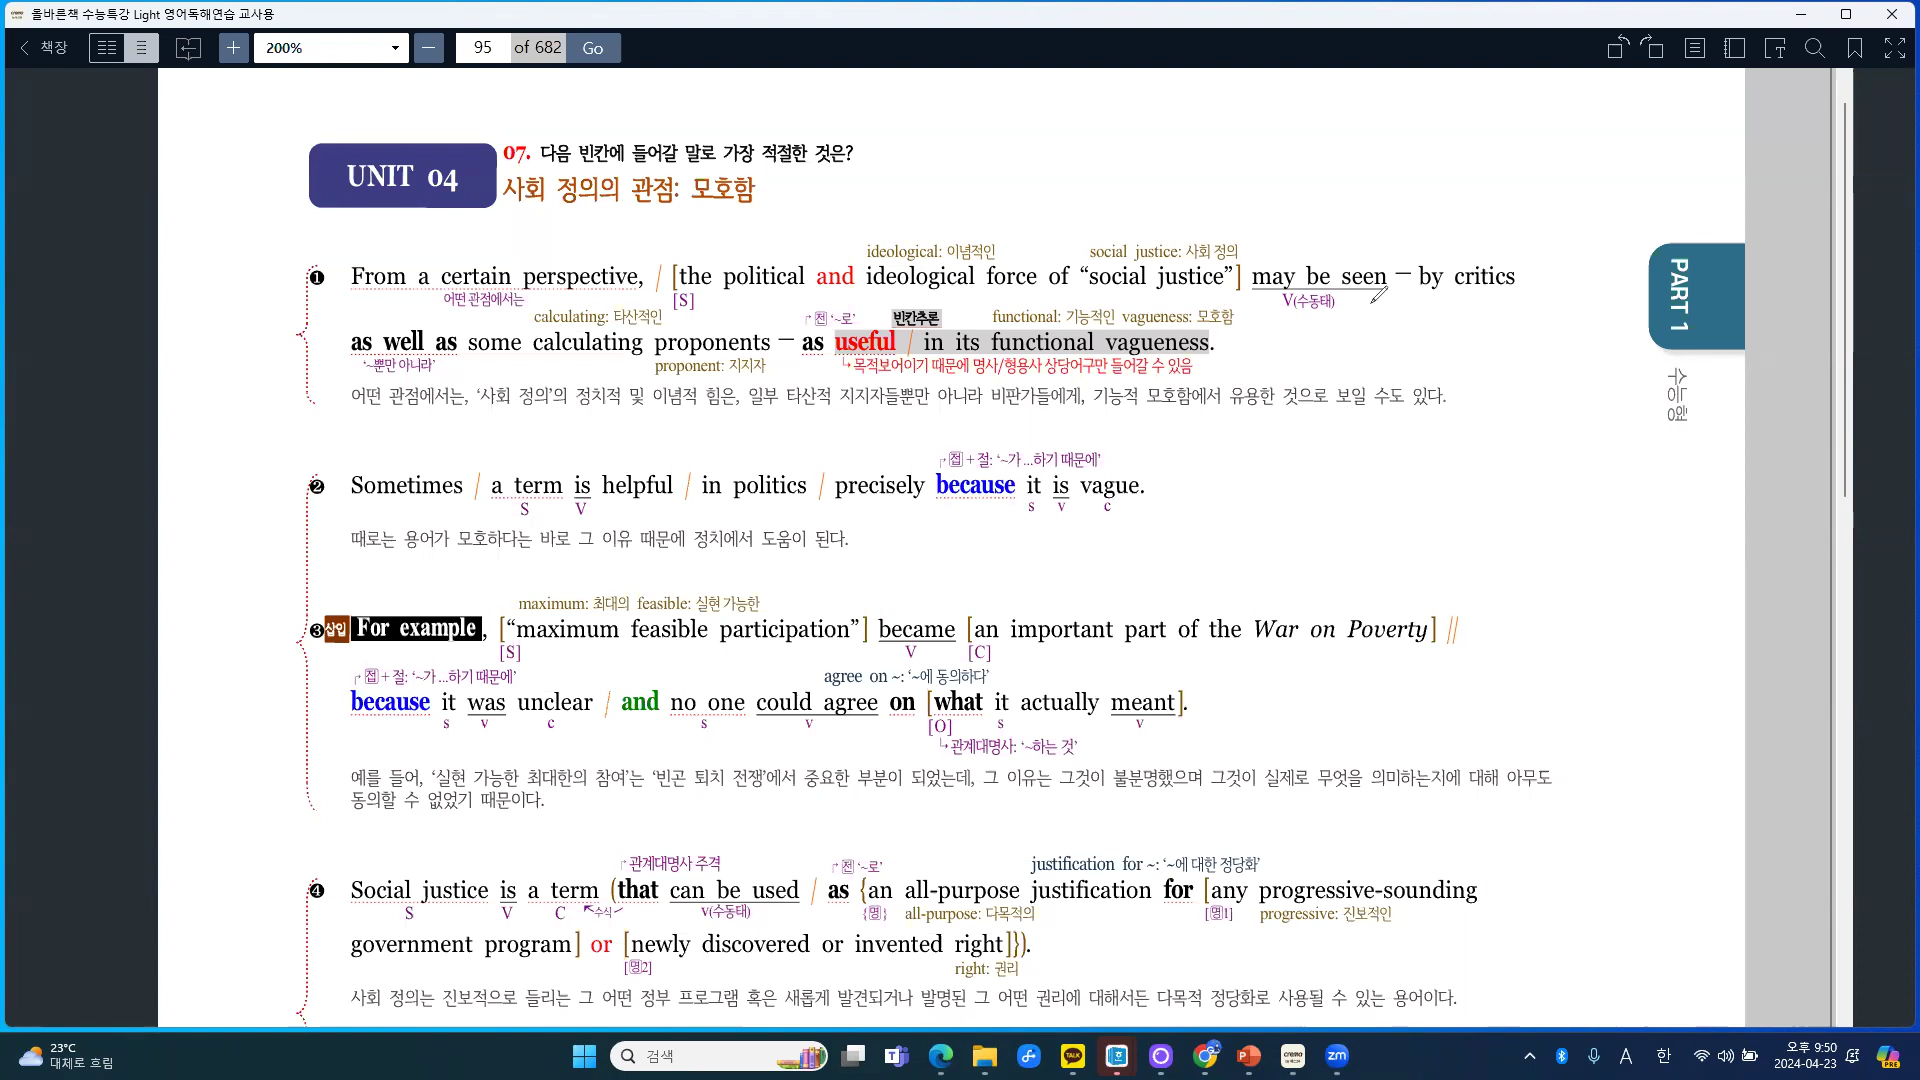 올바른책 수능특강 Light 영어독해연습 교사용
책장
200%
95 of 682 Go
UNIT 04
07. 다음 빈칸에 들어갈 말로 가장 적절한 것은?
사회 정의의 관점: 모호함
PART 1
수능형
ideological: 이념적인 social justice: 사회 정의
❶ From a certain perspective, / [the political and ideological force of “social justice”] may be seen – by critics
어떤 관점에서는 [S] V(수동태)
calculating: 타산적인 전 ‘~로’ 빈칸추론 functional: 기능적인 vagueness: 모호함
as well as some calculating proponents – as useful / in its functional vagueness.
‘~뿐만 아니라’ proponent: 지지자 목적보어이기 때문에 명사/형용사 상당어구만 들어갈 수 있음
어떤 관점에서는, ‘사회 정의’의 정치적 및 이념적 힘은, 일부 타산적 지지자들뿐만 아니라 비판가들에게, 기능적 모호함에서 유용한 것으로 보일 수도 있다.
접 + 절: ‘~가 ...하기 때문에’
❷ Sometimes / a term is helpful / in politics / precisely because it is vague.
S V s v c
때로는 용어가 모호하다는 바로 그 이유 때문에 정치에서 도움이 된다.
maximum: 최대의 feasible: 실현 가능한
❸ 삽입 For example, [“maximum feasible participation”] became [an important part of the War on Poverty] //
[S] V [C]
접 + 절: ‘~가 ...하기 때문에’ agree on ~: ‘~에 동의하다’
because it was unclear / and no one could agree on [what it actually meant].
s v c s v [O] s v
관계대명사: ‘~하는 것’
예를 들어, ‘실현 가능한 최대한의 참여’는 ‘빈곤 퇴치 전쟁’에서 중요한 부분이 되었는데, 그 이유는 그것이 불분명했으며 그것이 실제로 무엇을 의미하는지에 대해 아무도
동의할 수 없었기 때문이다.
관계대명사 주격 전 ‘~로’ justification for ~: ‘~에 대한 정당화’
❹ Social justice is a term (that can be used / as {an all-purpose justification for [any progressive-sounding
S V C 수식 v(수동태) {명} all-purpose: 다목적의 [명1] progressive: 진보적인
government program] or [newly discovered or invented right]}).
[명2] right: 권리
사회 정의는 진보적으로 들리는 그 어떤 정부 프로그램 혹은 새롭게 발견되거나 발명된 그 어떤 권리에 대해서든 다목적 정당화로 사용될 수 있는 용어이다.
23°C
대체로 흐림
검색
A 한
오후 9:50
2024-04-23